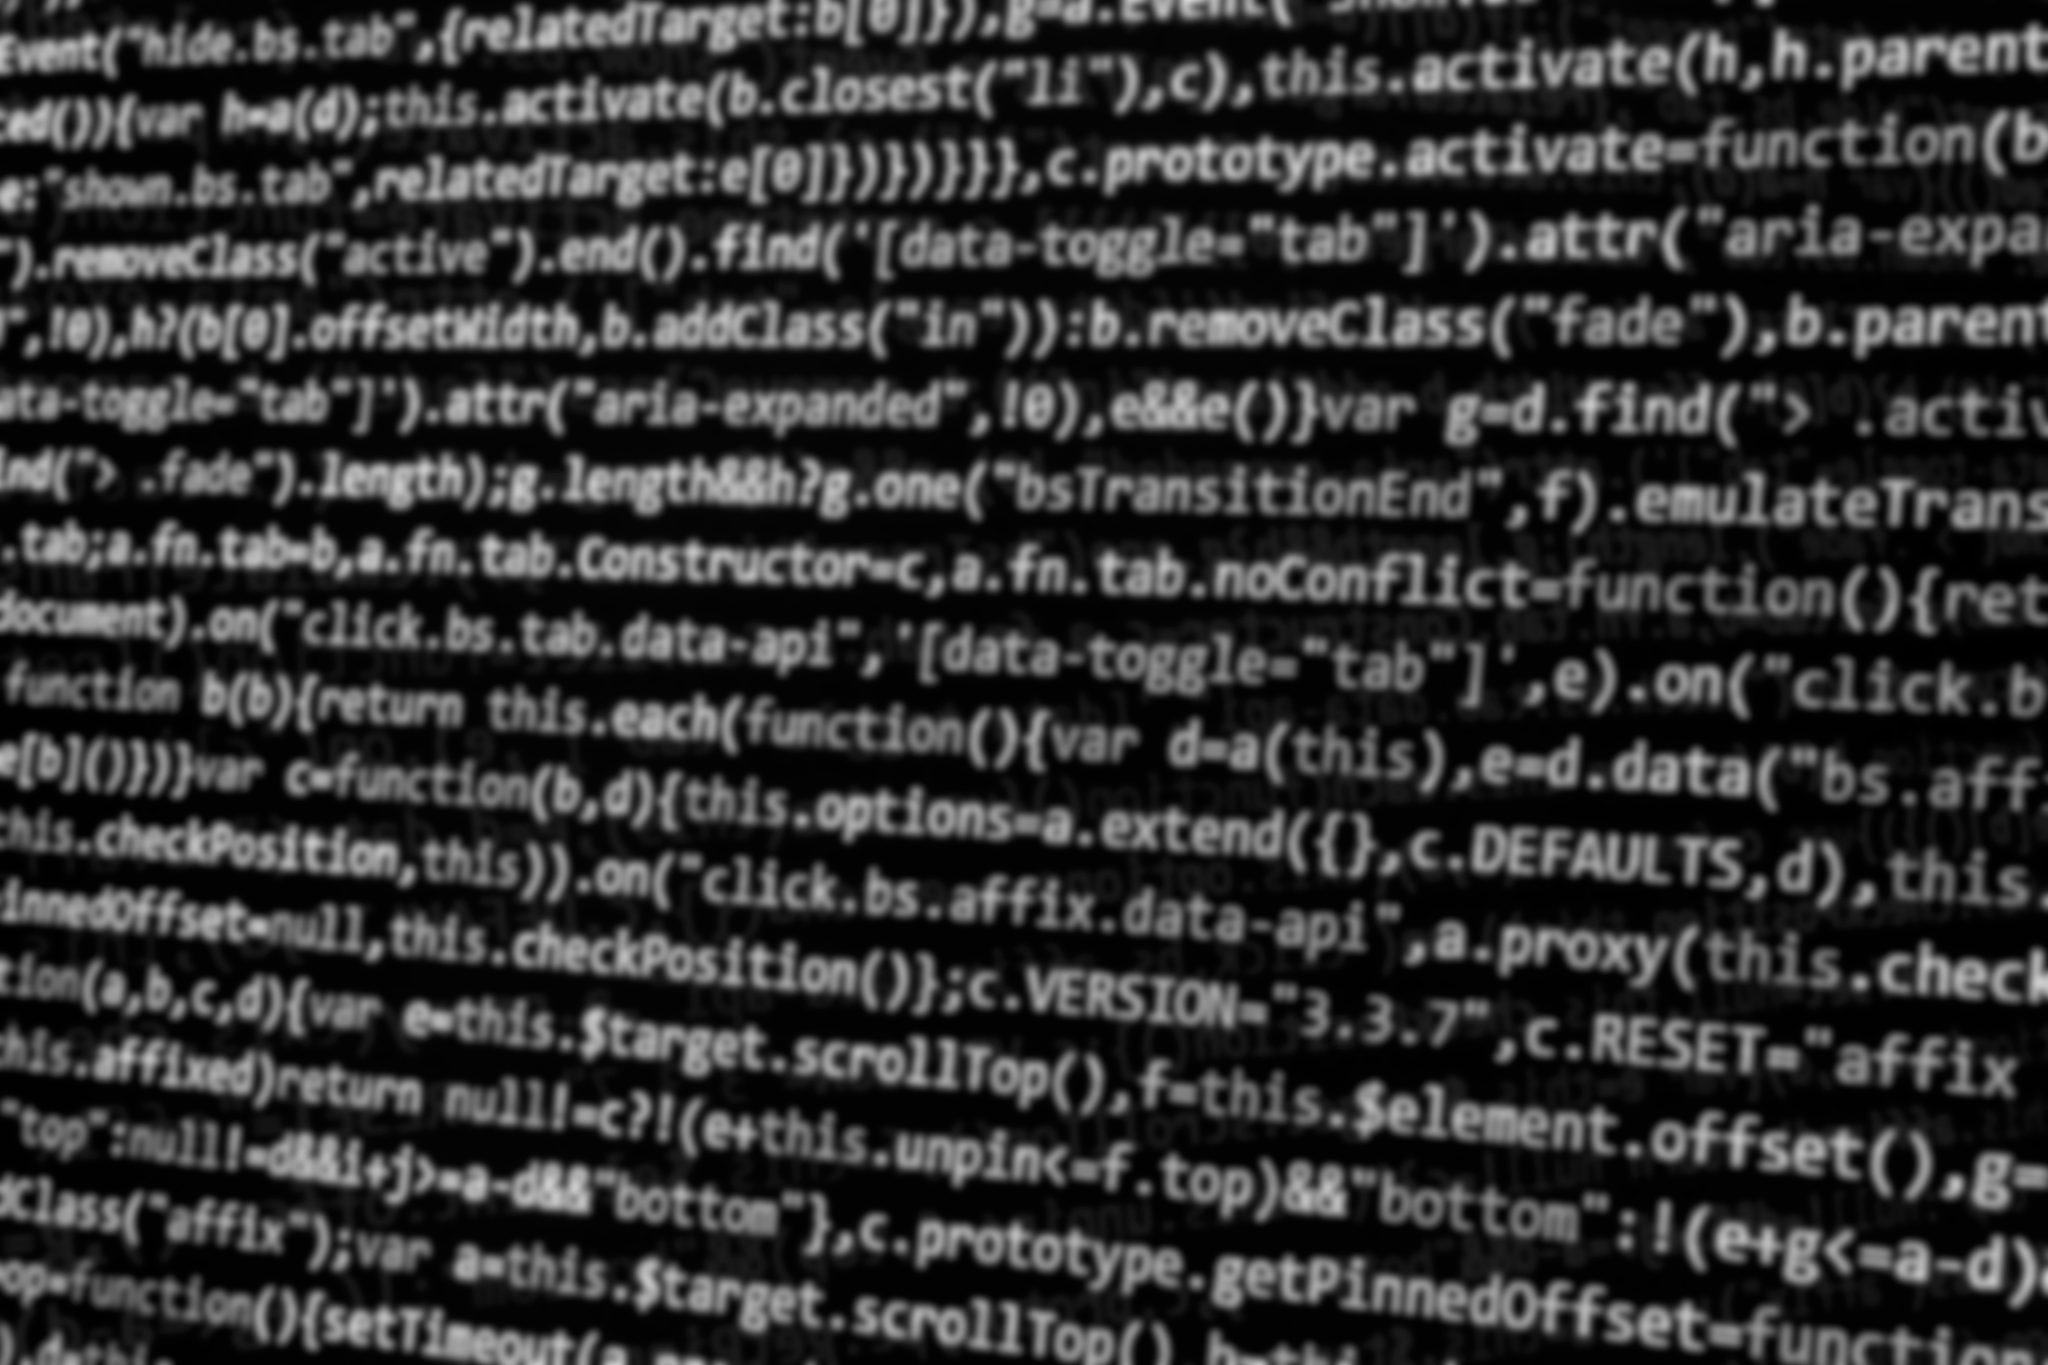 Event("hide.bs.tab",{relatedTarget:b[0]}),g=a.Event(
ted()){var h=a(d);this.activate(b.closest("li"),c),this.activate(h,h.parent
e:"shown.bs.tab",relatedTarget:e[0]})})}}},c.prototype.activate=function(b
").removeClass("active").end().find('[data-toggle="tab"]').attr("aria-expa
",!0),h?(b[0].offsetWidth,b.addClass("in")):b.removeClass("fade"),b.parent
ata-toggle="tab"]').attr("aria-expanded",!0),e&&e()}var g=d.find("> .activ
ind("> .fade").length);g.length&&h?g.one("bsTransitionEnd",f).emulateTrans
.tab;a.fn.tab=b,a.fn.tab.Constructor=c,a.fn.tab.noConflict=function(){ret
document).on("click.bs.tab.data-api",'[data-toggle="tab"]',e).on("click.b
function b(b){return this.each(function(){var d=a(this),e=d.data("bs.aff
e[b]()})}var c=function(b,d){this.options=a.extend({},c.DEFAULTS,d),this.
this.checkPosition,this)).on("click.bs.affix.data-api",a.proxy(this.check
innedOffset=null,this.checkPosition()};c.VERSION="3.3.7",c.RESET="affix
tion(a,b,c,d){var e=this.$target.scrollTop(),f=this.$element.offset(),g=
this.affixed)return null!=c?!(e+this.unpin<=f.top)&&"bottom":!(e+g<=a-d)
"top":null!=d&&i+j>=a-d&&"bottom"},c.prototype.getPinnedOffset=function
dClass("affix");var a=this.$target.scrollTop()
op=function(){setTimeout(a